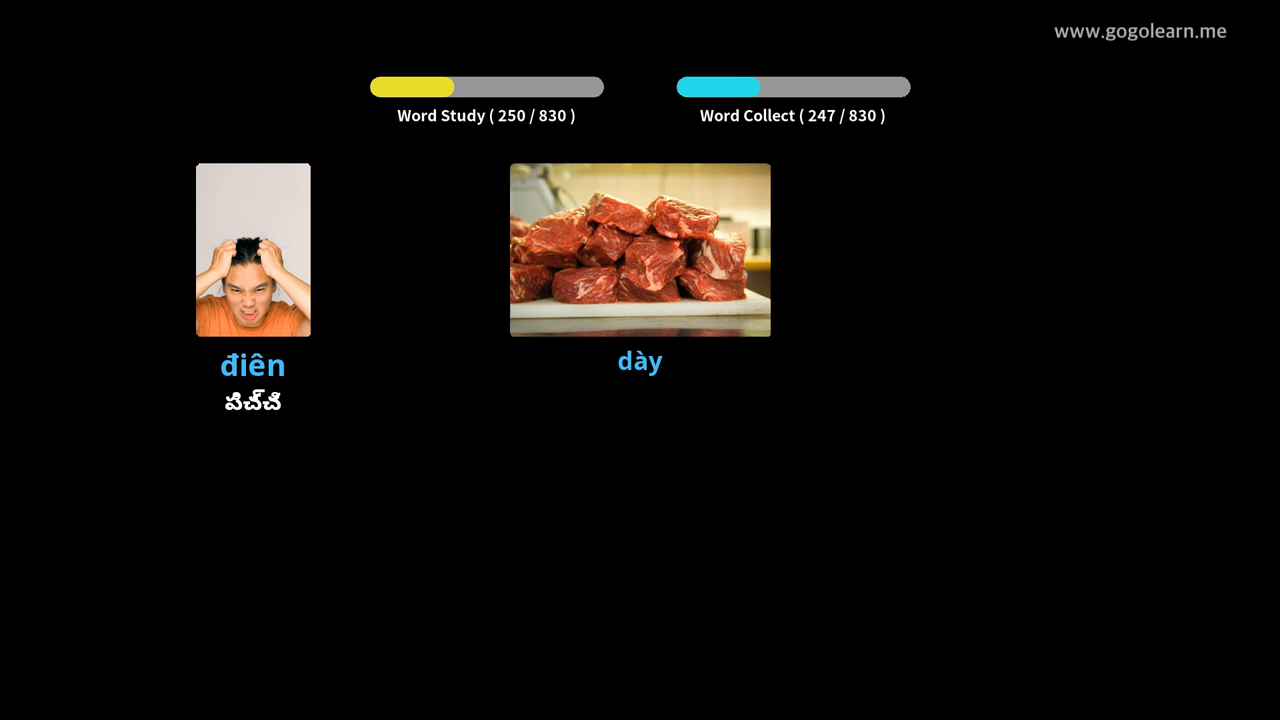 www.gogolearn.me
Word Study ( 250 / 830 )
Word Collect ( 247 / 830 )
điên
పిచ్చి
dày